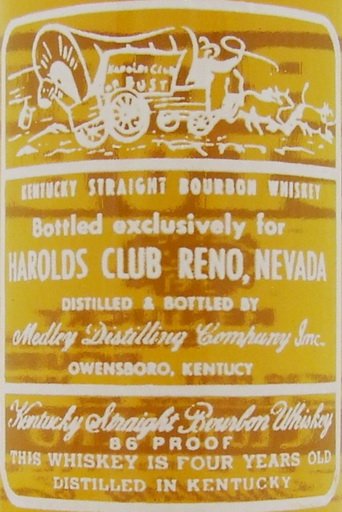 HAROLDS CLUB
OR BUST
KENTUCKY STRAIGHT BOURBON WHISKEY
Bottled exclusively for
HAROLDS CLUB RENO, NEVADA
DISTILLED & BOTTLED BY
Medley Distilling Company Inc.
OWENSBORO, KENTUCKY
Kentucky Straight Bourbon Whiskey
86 PROOF
THIS WHISKEY IS FOUR YEARS OLD
DISTILLED IN KENTUCKY